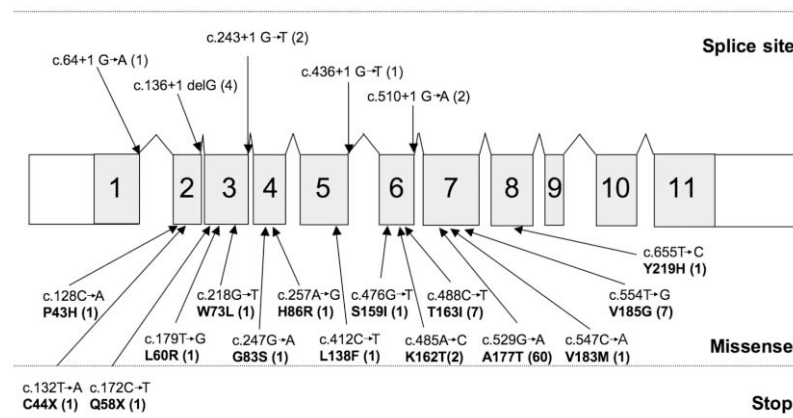 c.243+1 G→T (2)
Splice site
c.64+1 G→A (1)
c.436+1 G→T (1)
c.136+1 delG (4)
c.510+1 G→A (2)
1 2 3 4 5 6 7 8 9 10 11
c.655T→C
Y219H (1)
c.128C→A
P43H (1)
c.218G→T
W73L (1)
c.257A→G
H86R (1)
c.476G→T
S159I (1)
c.488C→T
T163I (7)
c.554T→G
V185G (7)
c.179T→G
L60R (1)
c.247G→A
G83S (1)
c.412C→T
L138F (1)
c.485A→C
K162T(2)
c.529G→A
A177T (60)
c.547C→A
V183M (1)
Missense
c.132T→A
C44X (1)
c.172C→T
Q58X (1)
Stop